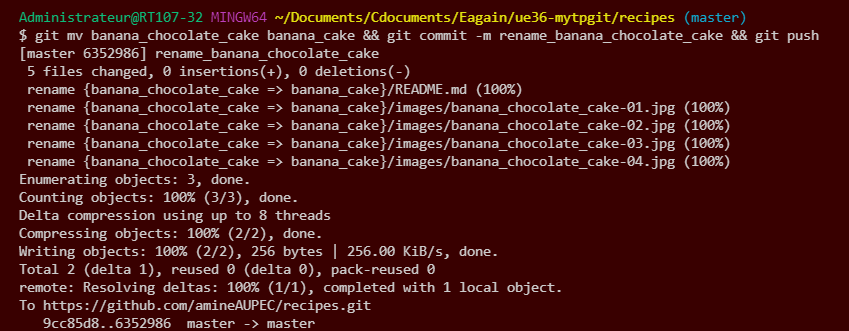 Administrateur@RT107-32 MINGW64 ~/Documents/Cdocuments/Eagain/ue36-mytpgit/recipes (master)
$ git mv banana_chocolate_cake banana_cake && git commit -m rename_banana_chocolate_cake && git push
[master 6352986] rename_banana_chocolate_cake
 5 files changed, 0 insertions(+), 0 deletions(-)
 rename {banana_chocolate_cake => banana_cake}/README.md (100%)
 rename {banana_chocolate_cake => banana_cake}/images/banana_chocolate_cake-01.jpg (100%)
 rename {banana_chocolate_cake => banana_cake}/images/banana_chocolate_cake-02.jpg (100%)
 rename {banana_chocolate_cake => banana_cake}/images/banana_chocolate_cake-03.jpg (100%)
 rename {banana_chocolate_cake => banana_cake}/images/banana_chocolate_cake-04.jpg (100%)
Enumerating objects: 3, done.
Counting objects: 100% (3/3), done.
Delta compression using up to 8 threads
Compressing objects: 100% (2/2), done.
Writing objects: 100% (2/2), 256 bytes | 256.00 KiB/s, done.
Total 2 (delta 1), reused 0 (delta 0), pack-reused 0
remote: Resolving deltas: 100% (1/1), completed with 1 local object.
To https://github.com/amineAUPEC/recipes.git
   9cc85d8..6352986  master -> master